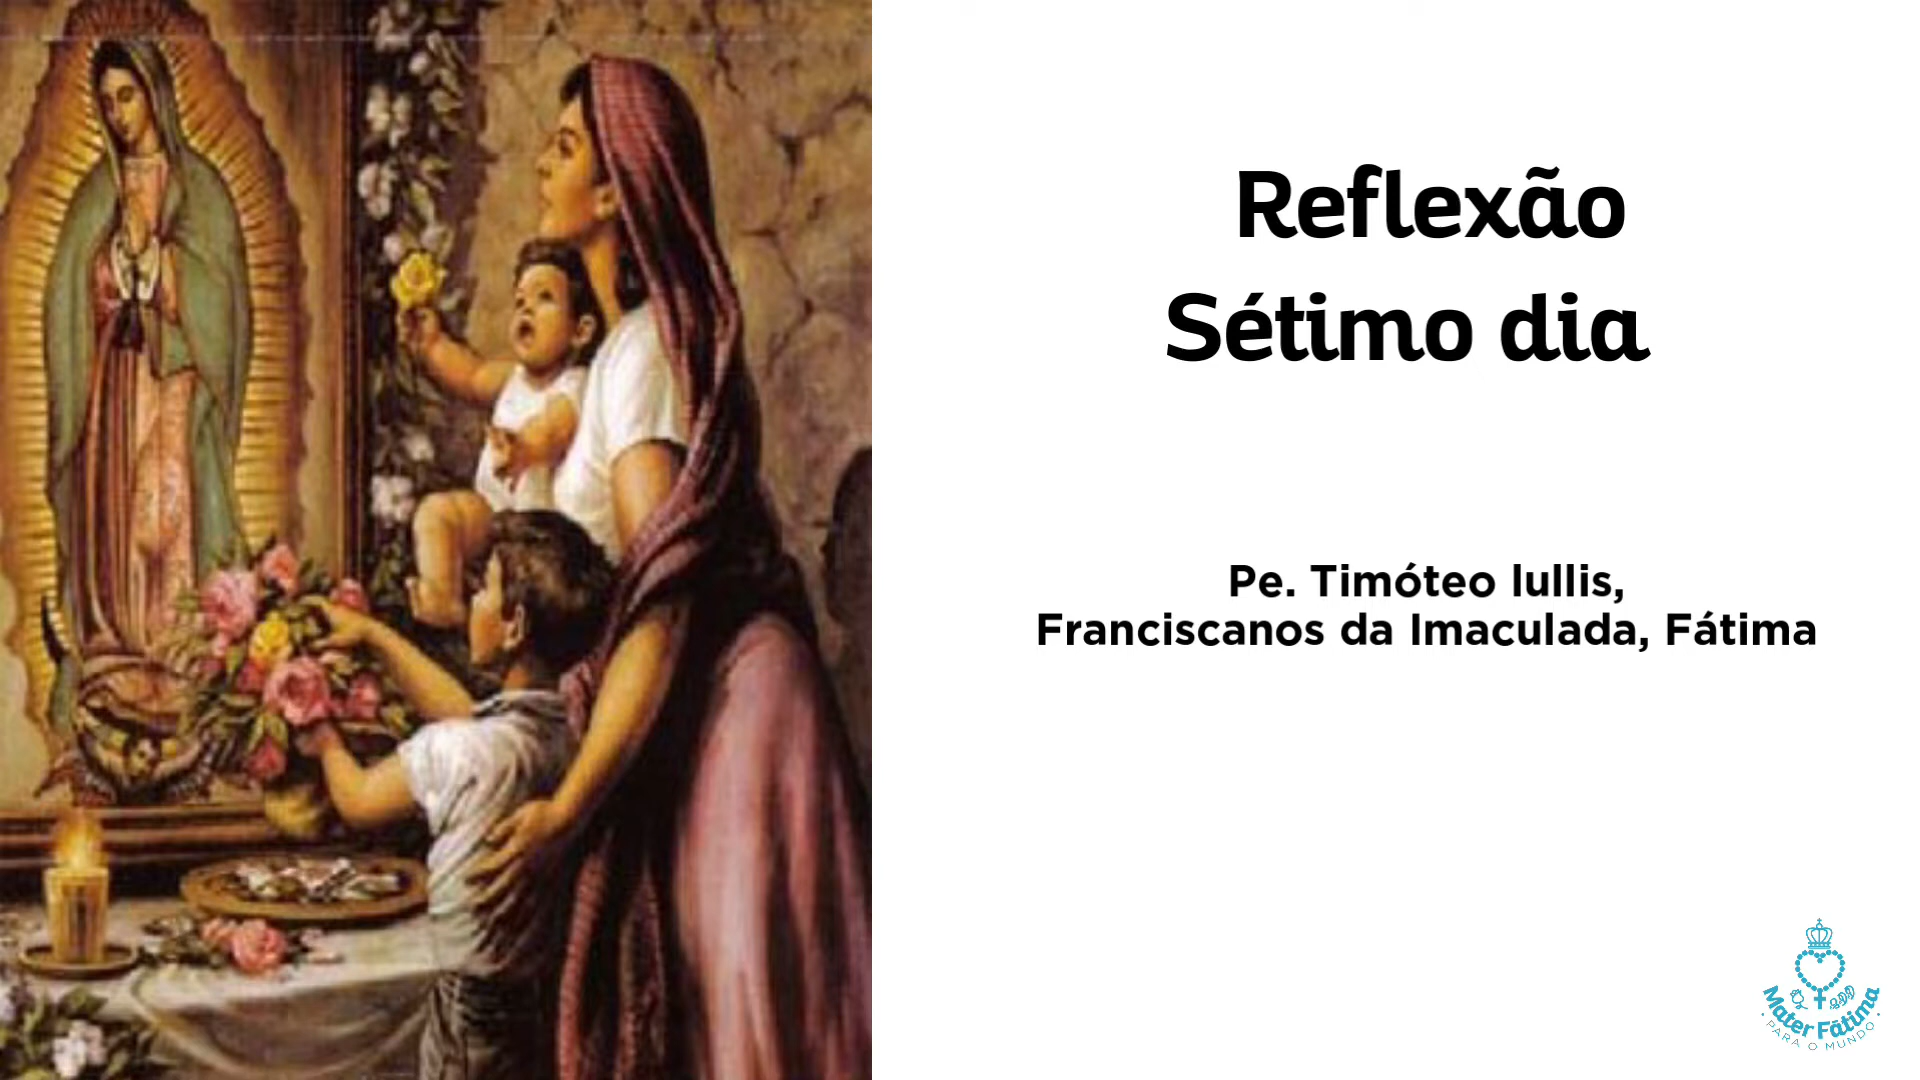 Reflexão
Sétimo dia
Pe. Timóteo Iullis,
Franciscanos da Imaculada, Fátima
Mater Fátima
• PARA O MUNDO •